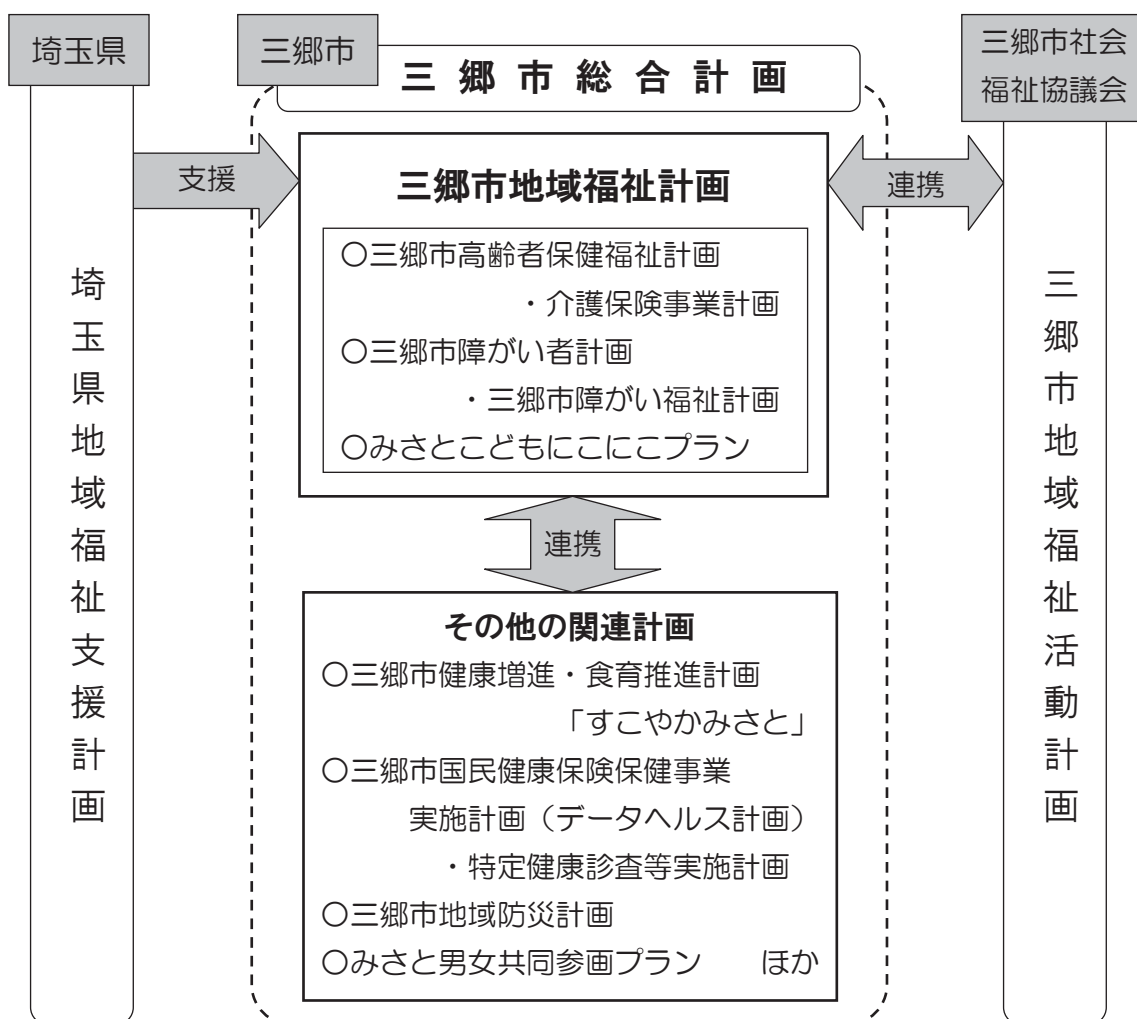 埼玉県
三郷市
三郷市社会
福祉協議会
三郷市総合計画
支援
三郷市地域福祉計画
連携
〇三郷市高齢者保健福祉計画
・介護保険事業計画
〇三郷市障がい者計画
・三郷市障がい福祉計画
〇みさとこどもにこにこプラン
埼玉県地域福祉支援計画
三郷市地域福祉活動計画
連携
その他の関連計画
〇三郷市健康増進・食育推進計画
「すこやかみさと」
〇三郷市国民健康保険保健事業
実施計画（データヘルス計画）
・特定健康診査等実施計画
〇三郷市地域防災計画
〇みさと男女共同参画プラン　ほか